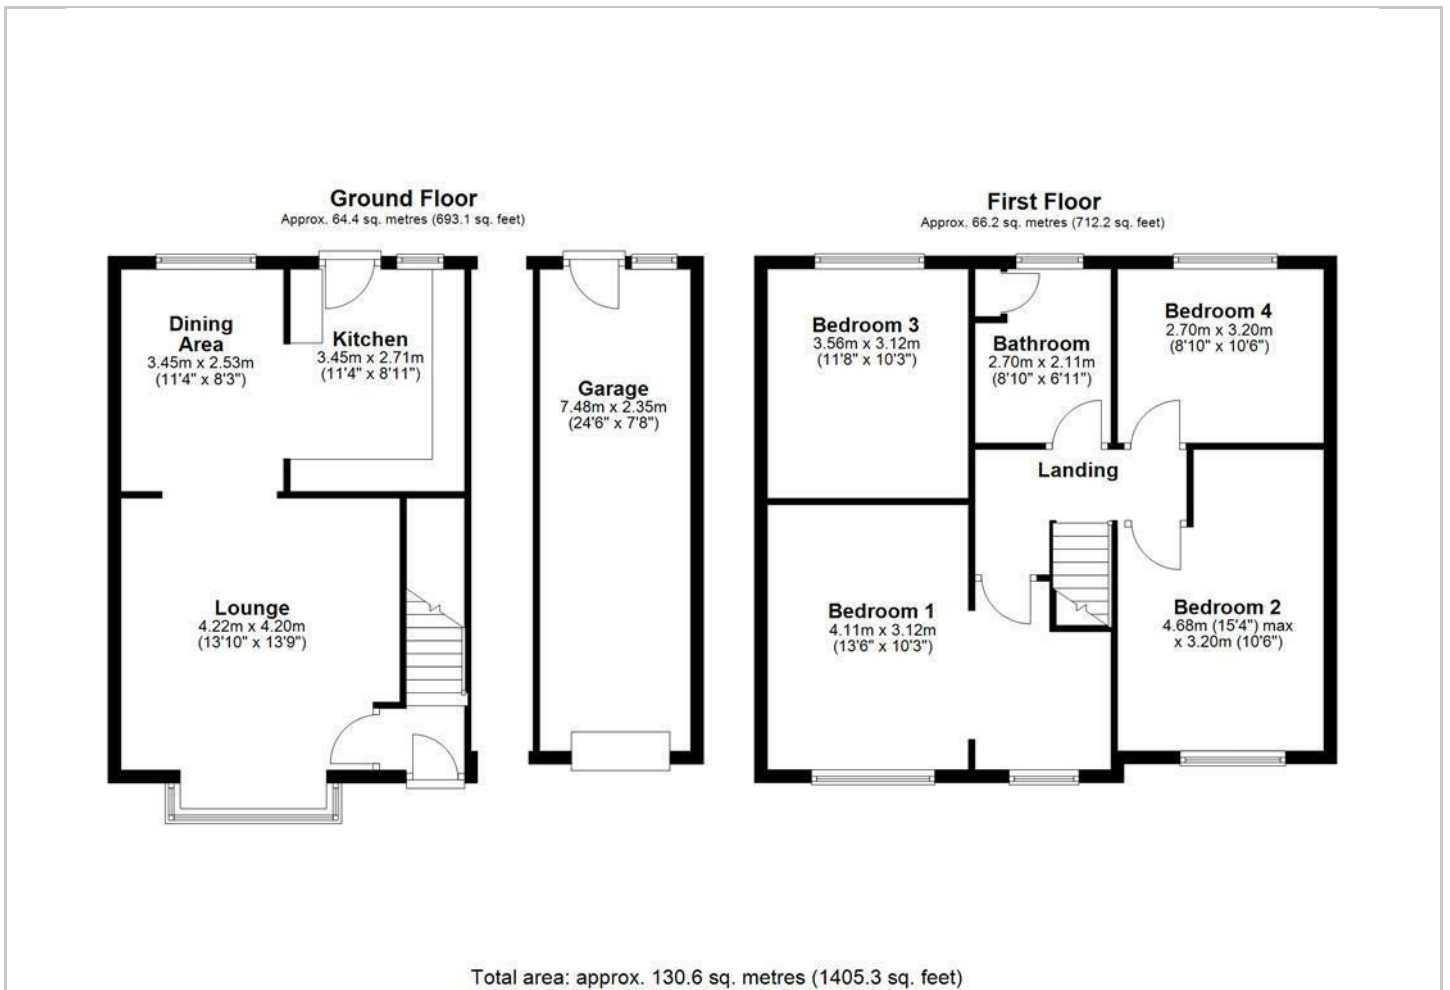 Ground Floor
Approx. 64.4 sq. metres (693.1 sq. feet)
First Floor
Approx. 66.2 sq. metres (712.2 sq. feet)
Dining
Area
3.45m x 2.53m
(11'4" x 8'3")
Kitchen
3.45m x 2.71m
(11'4" x 8'11")
Garage
7.48m x 2.35m
(24'6" x 7'8")
Lounge
4.22m x 4.20m
(13'10" x 13'9")
Bedroom 3
3.56m x 3.12m
(11'8" x 10'3")
Bathroom
2.70m x 2.11m
(8'10" x 6'11")
Bedroom 4
2.70m x 3.20m
(8'10" x 10'6")
Landing
Bedroom 1
4.11m x 3.12m
(13'6" x 10'3")
Bedroom 2
4.68m (15'4") max
x 3.20m (10'6")
Total area: approx. 130.6 sq. metres (1405.3 sq. feet)